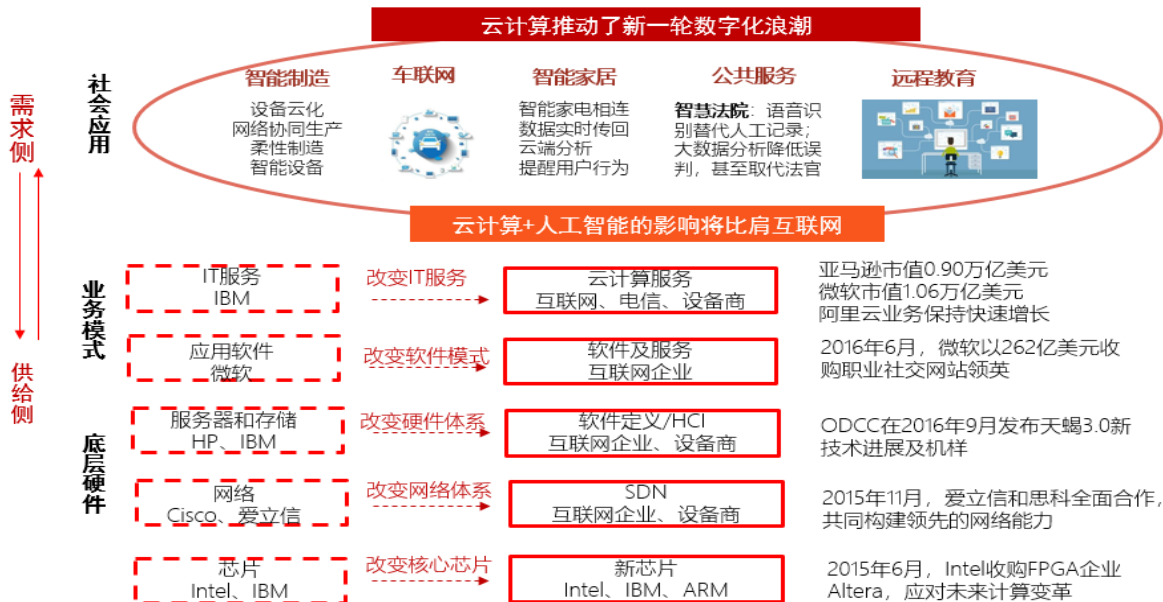 云计算推动了新一轮数字化浪潮
需求侧
供给侧
社会应用
智能制造
设备云化
网络协同生产
柔性制造
智能设备
车联网
智能家居
智能家电相连
数据实时传回
云端分析
提醒用户行为
公共服务
智慧法院：语音识
别替代人工记录；
大数据分析降低误
判，甚至取代法官
远程教育
云计算+人工智能的影响将比肩互联网
业务模式
IT服务
IBM
改变IT服务
云计算服务
互联网、电信、设备商
亚马逊市值0.90万亿美元
微软市值1.06万亿美元
阿里云业务保持快速增长
应用软件
微软
改变软件模式
软件及服务
互联网企业
2016年6月，微软以262亿美元收
购职业社交网站领英
底层硬件
服务器和存储
HP、IBM
改变硬件体系
软件定义/HCI
互联网企业、设备商
ODCC在2016年9月发布天蝎3.0新
技术进展及机样
网络
Cisco、爱立信
改变网络体系
SDN
互联网企业、设备商
2015年11月，爱立信和思科全面合作，
共同构建领先的网络能力
芯片
Intel、IBM
改变核心芯片
新芯片
Intel、IBM、ARM
2015年6月，Intel收购FPGA企业
Altera，应对未来计算变革